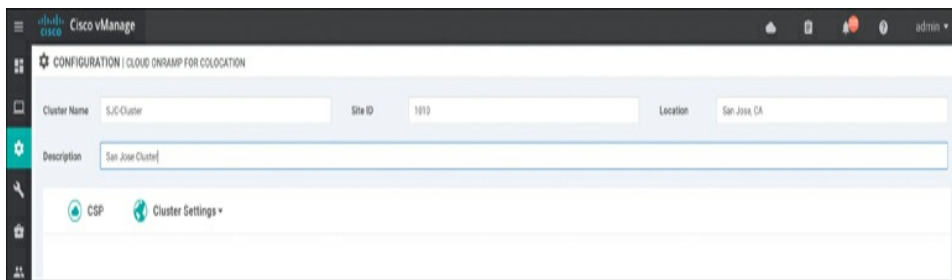 CISCO Cisco vManage admin
CONFIGURATION | CLOUD ONRAMP FOR COLOCATION
Cluster Name SJC-Cluster Site ID 1010 Location San Jose, CA
Description San Jose Cluster
CSP Cluster Settings